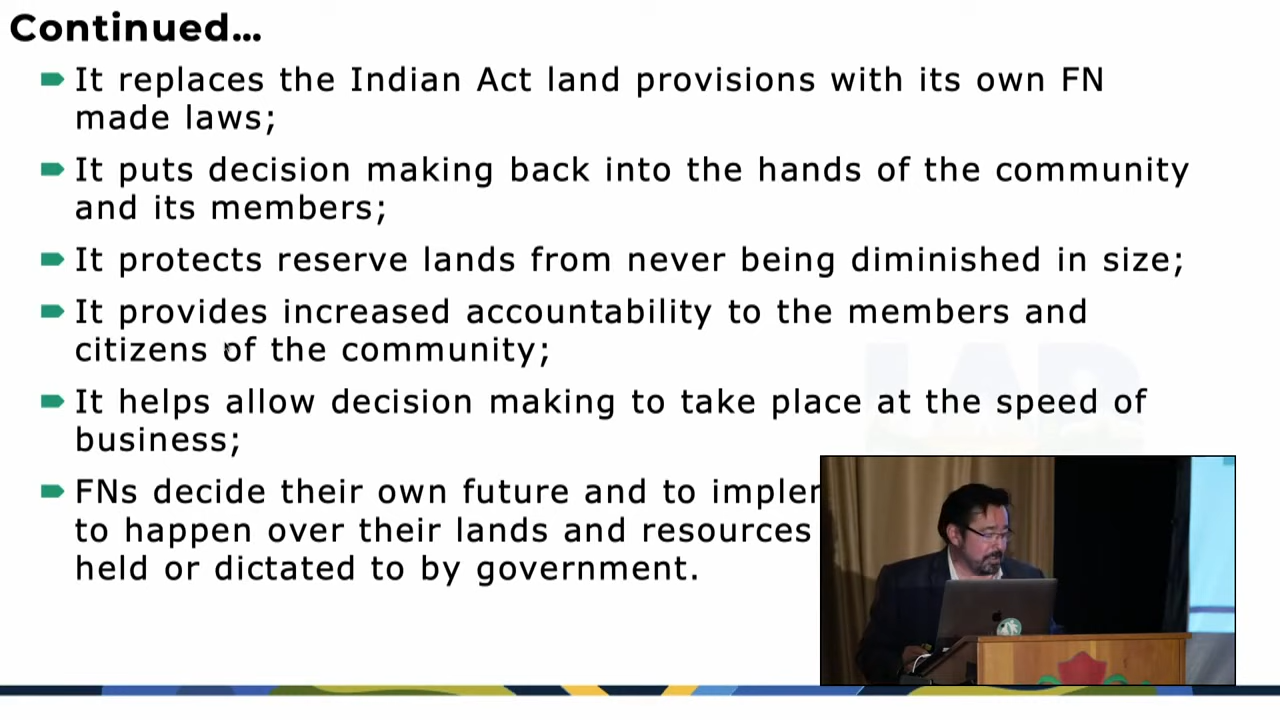 Continued...
It replaces the Indian Act land provisions with its own FN
made laws;
It puts decision making back into the hands of the community
and its members;
It protects reserve lands from never being diminished in size;
It provides increased accountability to the members and
citizens of the community;
It helps allow decision making to take place at the speed of
business;
FNs decide their own future and to
to happen over their lands and resources
held or dictated to by government.